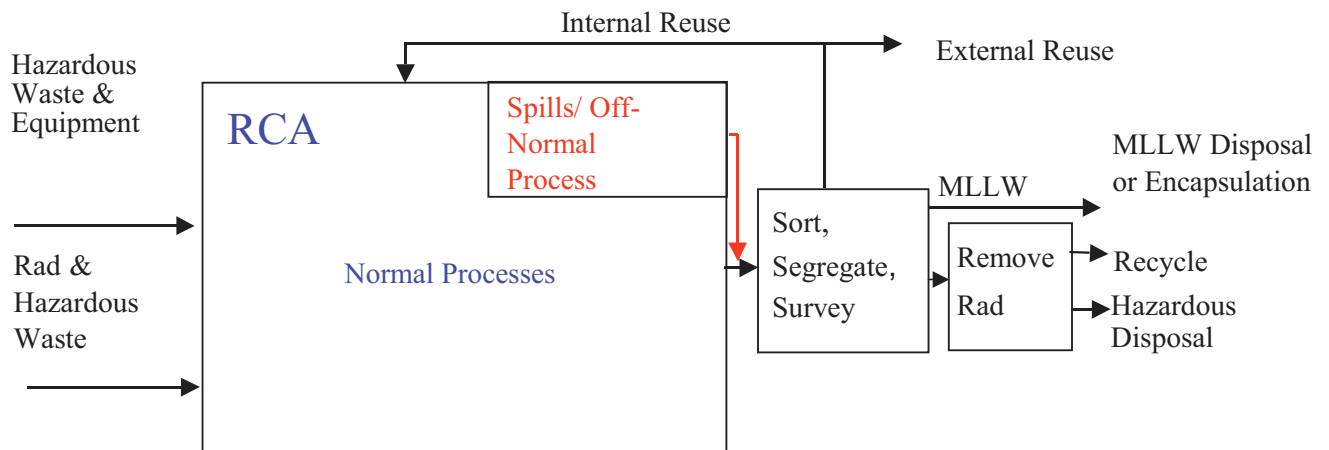 Internal Reuse
External Reuse
Hazardous
Waste &
Equipment
RCA
Spills/ Off-
Normal
Process
MLLW Disposal
or Encapsulation
MLLW
Sort,
Segregate,
Survey
Remove
Rad
Recycle
Hazardous
Disposal
Rad &
Hazardous
Waste
Normal Processes